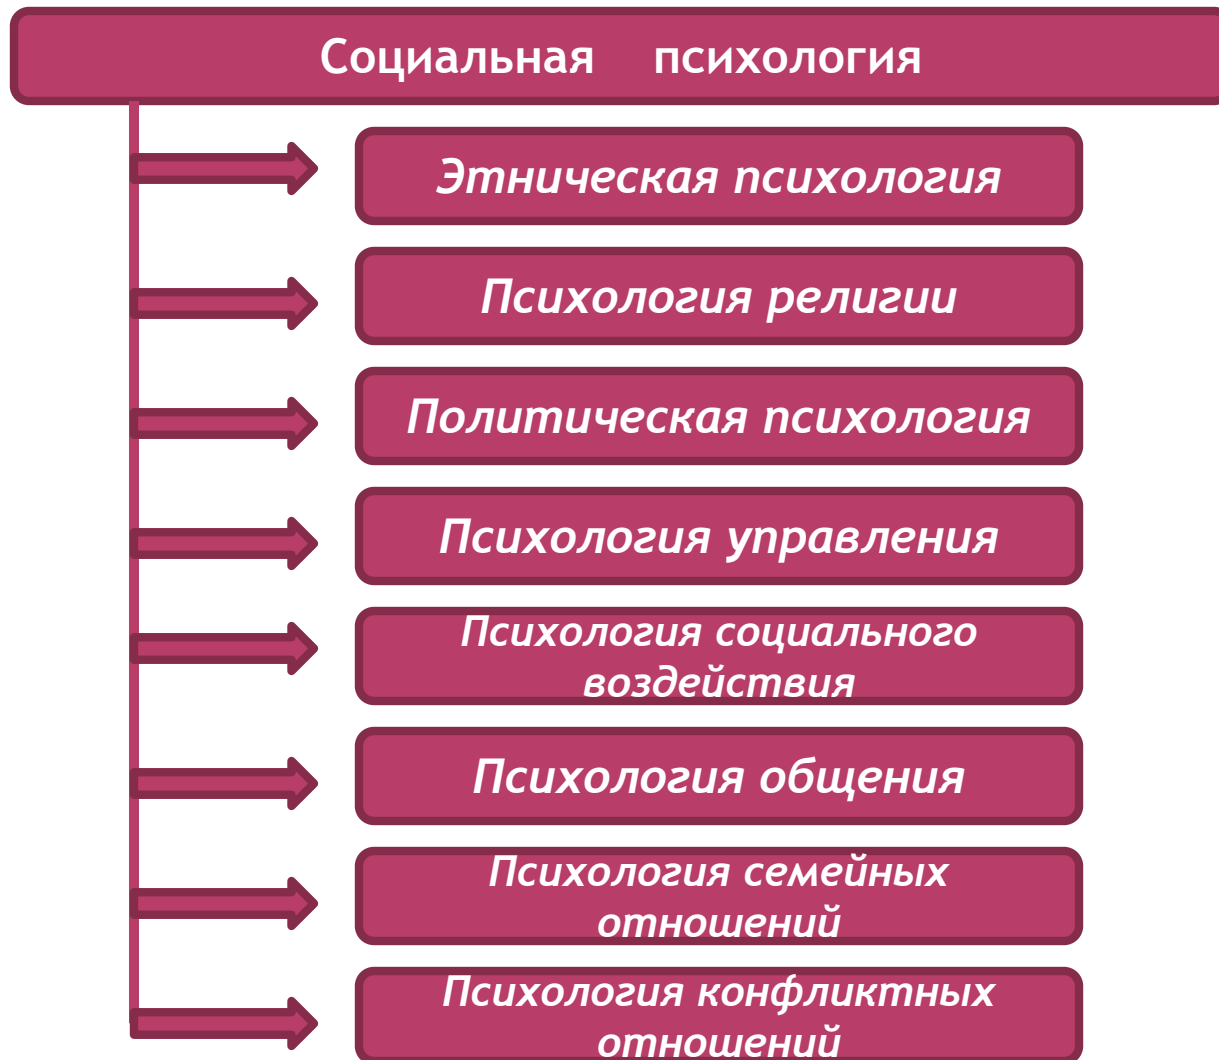 Социальная психология
Этническая психология
Психология религии
Политическая психология
Психология управления
Психология социального
воздействия
Психология общения
Психология семейных
отношений
Психология конфликтных
отношений